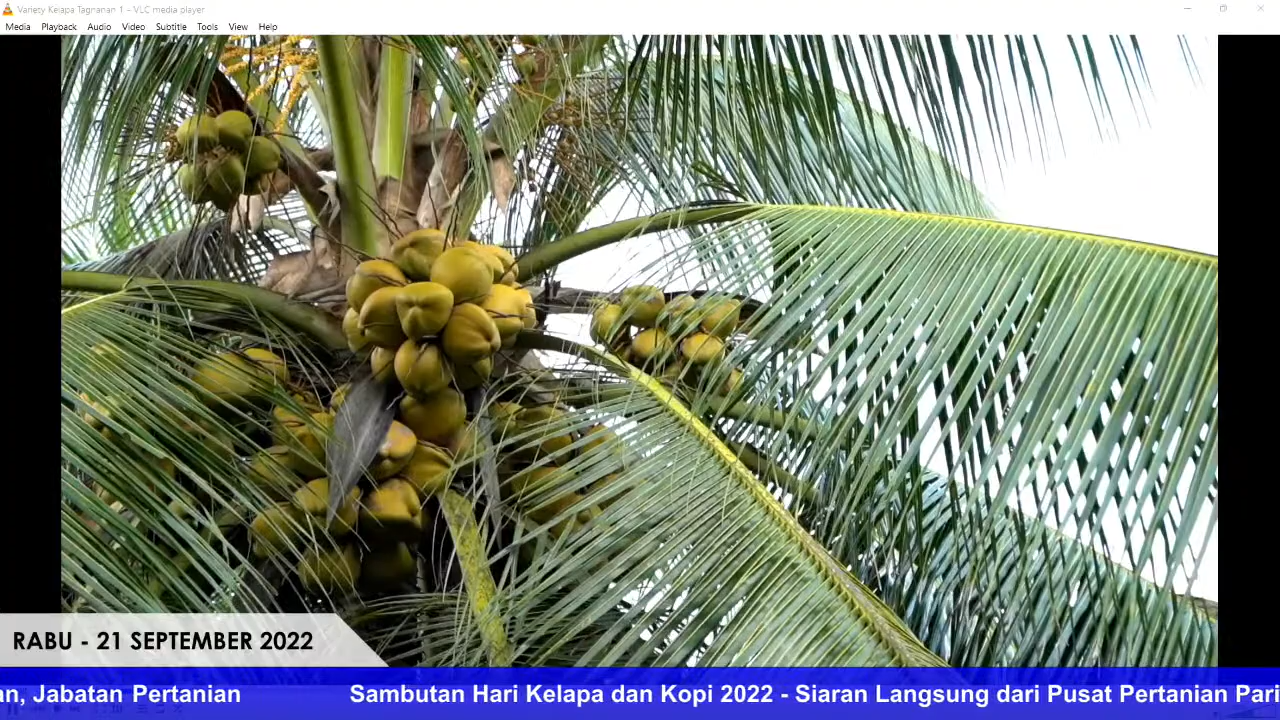 Variety Kelapa Tagnanan 1 - VLC media player
Media Playback Audio Video Subtitle Tools View Help
RABU - 21 SEPTEMBER 2022
an, Jabatan Pertanian Sambutan Hari Kelapa dan Kopi 2022 - Siaran Langsung dari Pusat Pertanian Pari